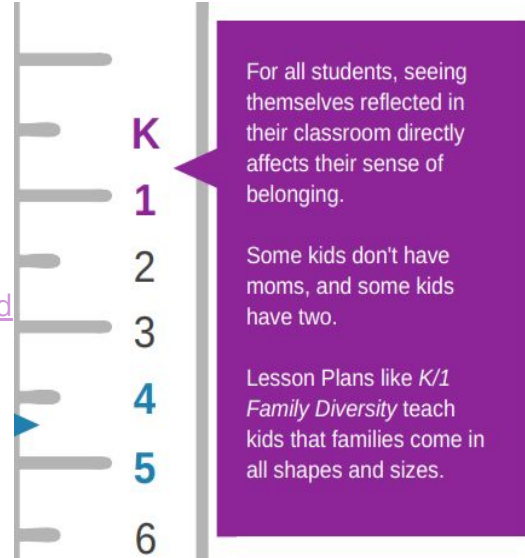 d
K
1
2
3
4
5
6
For all students, seeing
themselves reflected in
their classroom directly
affects their sense of
belonging.
Some kids don't have
moms, and some kids
have two.
Lesson Plans like K/1
Family Diversity teach
kids that families come in
all shapes and sizes.